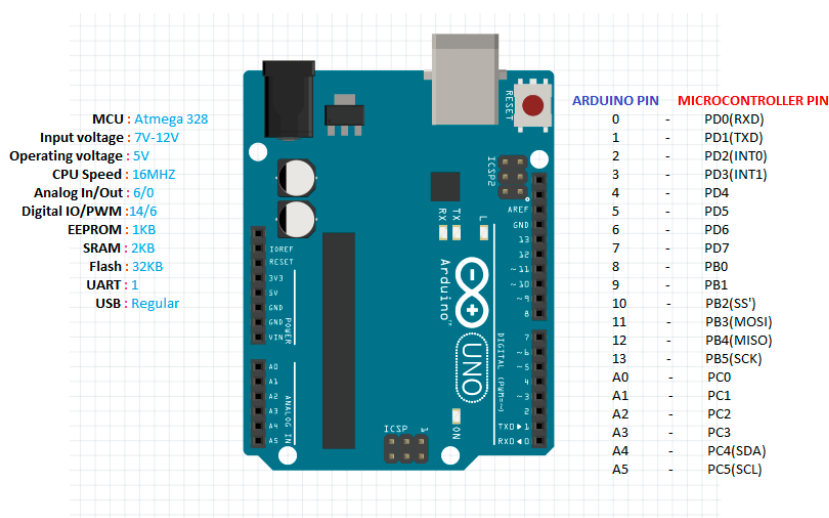 MCU : Atmega 328
Input voltage : 7V-12V
Operating voltage : 5V
CPU Speed : 16MHZ
Analog In/Out : 6/0
Digital IO/PWM :14/6
EEPROM : 1KB
SRAM : 2KB
Flash : 32KB
UART : 1
USB : Regular
RESET
ICSP2
AREF
GND
13
12
~11
~10
~9
8
7
~6
~5
4
~3
2
TXD▶1
RXD◀0
DIGITAL (PWM=~)
RX
TX
L
Arduino™
UNO
ON
ICSP
1
IOREF
RESET
3V3
5V
GND
GND
VIN
POWER
A0
A1
A2
A3
A4
A5
ANALOG IN
ARDUINO PIN MICROCONTROLLER PIN
0 - PD0(RXD)
1 - PD1(TXD)
2 - PD2(INT0)
3 - PD3(INT1)
4 - PD4
5 - PD5
6 - PD6
7 - PD7
8 - PB0
9 - PB1
10 - PB2(SS')
11 - PB3(MOSI)
12 - PB4(MISO)
13 - PB5(SCK)
A0 - PC0
A1 - PC1
A2 - PC2
A3 - PC3
A4 - PC4(SDA)
A5 - PC5(SCL)